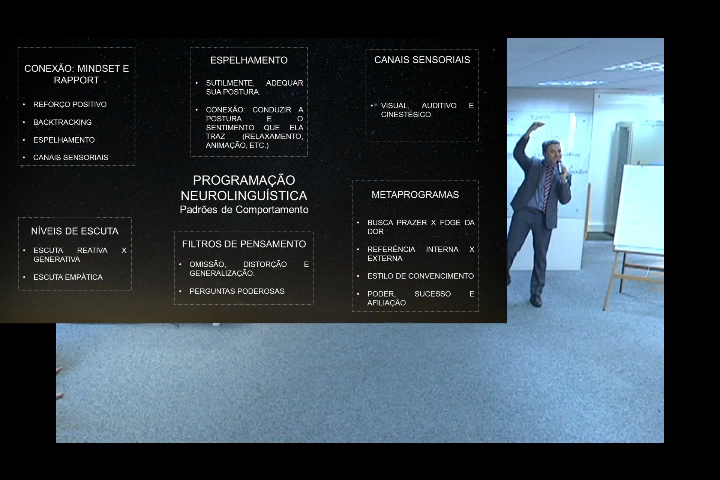 CONEXÃO: MINDSET E
RAPPORT
• REFORÇO POSITIVO
• BACKTRACKING
• ESPELHAMENTO
• CANAIS SENSORIAIS
ESPELHAMENTO
• SUTILMENTE, ADEQUAR
SUA POSTURA.
• CONEXÃO: CONDUZIR A
POSTURA E O
SENTIMENTO QUE ELA
TRAZ (RELAXAMENTO,
ANIMAÇÃO, ETC.)
CANAIS SENSORIAIS
• VISUAL, AUDITIVO E
CINESTÉSICO.
PROGRAMAÇÃO
NEUROLINGUÍSTICA
Padrões de Comportamento
NÍVEIS DE ESCUTA
• ESCUTA REATIVA X
GENERATIVA
• ESCUTA EMPÁTICA
FILTROS DE PENSAMENTO
• OMISSÃO, DISTORÇÃO E
GENERALIZAÇÃO.
• PERGUNTAS PODEROSAS
METAPROGRAMAS
• BUSCA PRAZER X FOGE DA
DOR
• REFERÊNCIA INTERNA X
EXTERNA
• ESTILO DE CONVENCIMENTO
• PODER, SUCESSO E
AFILIAÇÃO